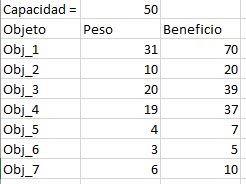 Capacidad = 50
Objeto Peso Beneficio
Obj_1 31 70
Obj_2 10 20
Obj_3 20 39
Obj_4 19 37
Obj_5 4 7
Obj_6 3 5
Obj_7 6 10